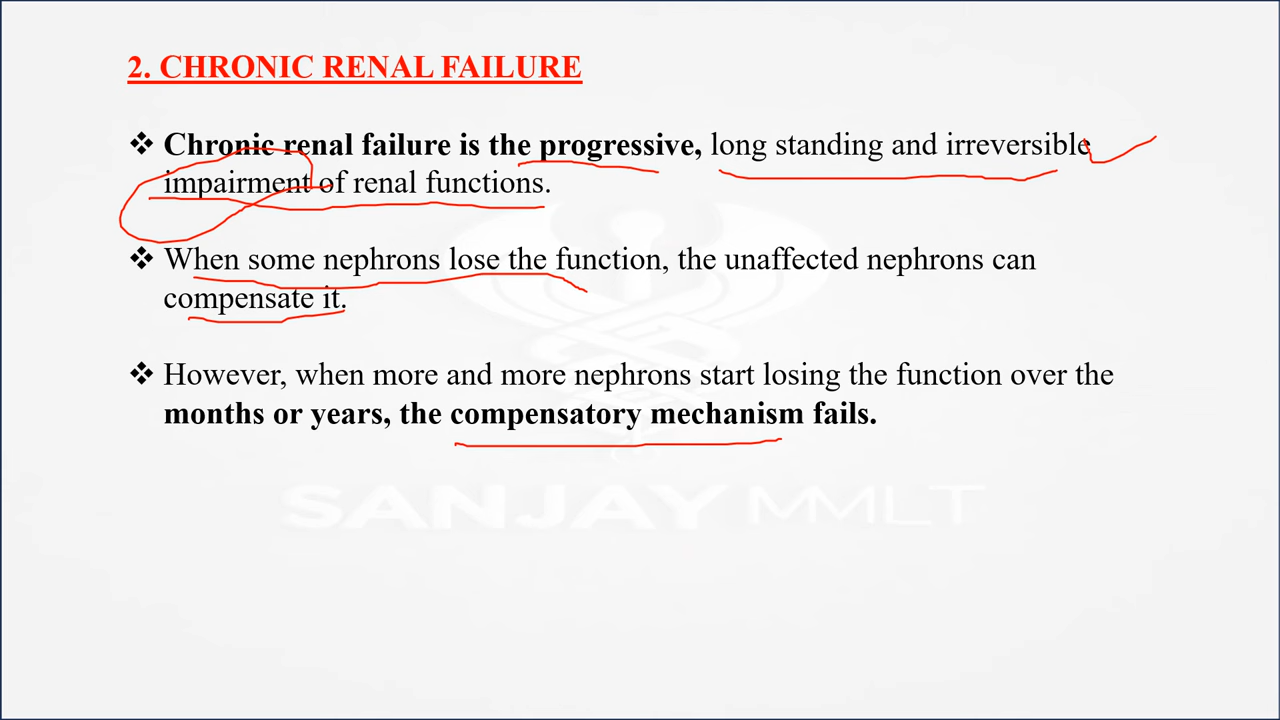 2. CHRONIC RENAL FAILURE
❖ Chronic renal failure is the progressive, long standing and irreversible
impairment of renal functions.
❖ When some nephrons lose the function, the unaffected nephrons can
compensate it.
❖ However, when more and more nephrons start losing the function over the
months or years, the compensatory mechanism fails.
SANJAY MMLT